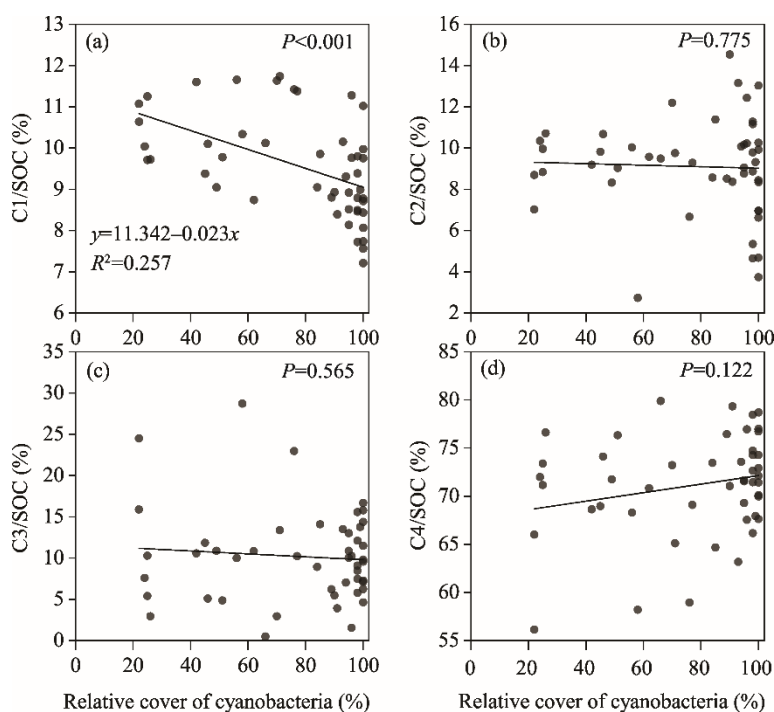 (a)
P<0.001
C1/SOC (%)
13
12
11
10
9
8
7
6
y=11.342–0.023x
R²=0.257
0 20 40 60 80 100
(b)
P=0.775
C2/SOC (%)
16
14
12
10
8
6
4
2
0 20 40 60 80 100
(c)
P=0.565
C3/SOC (%)
35
30
25
20
15
10
5
0
0 20 40 60 80 100
Relative cover of cyanobacteria (%)
(d)
P=0.122
C4/SOC (%)
85
80
75
70
65
60
55
0 20 40 60 80 100
Relative cover of cyanobacteria (%)